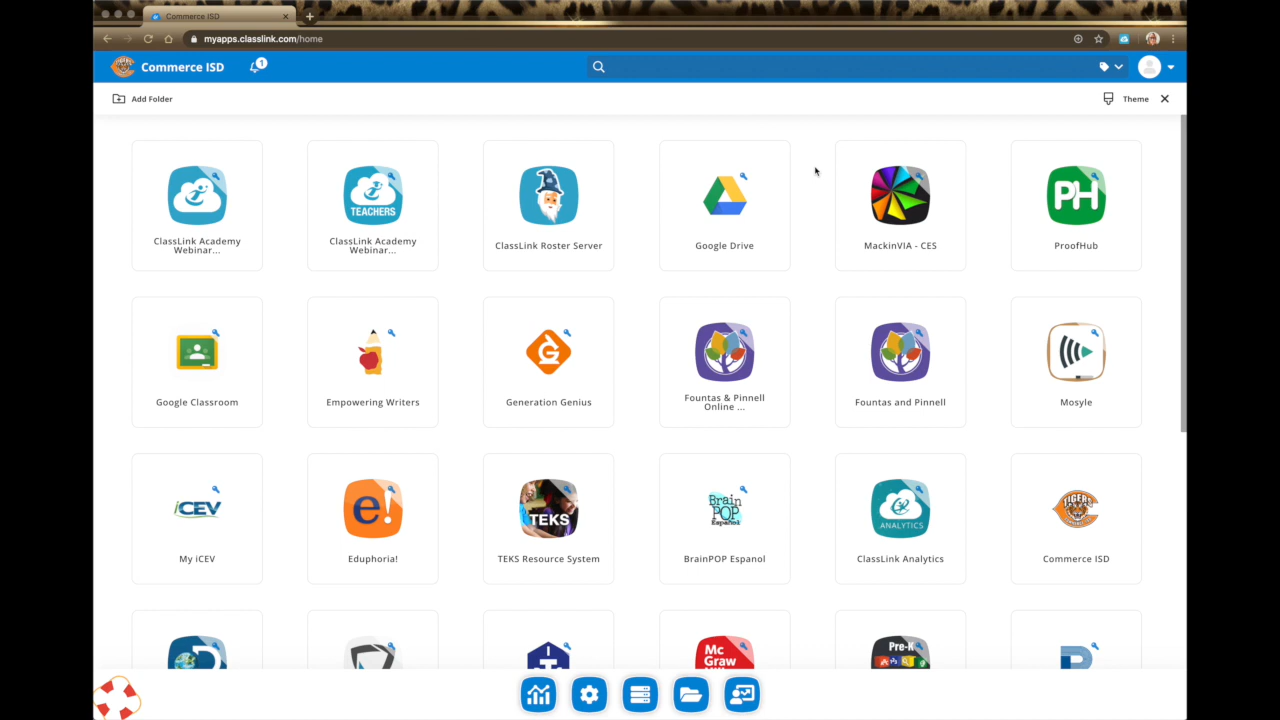 Commerce ISD
myapps.classlink.com/home
Commerce ISD
1
Add Folder
Theme
TEACHERS
PH
ClassLink Academy
Webinar...
ClassLink Academy
Webinar...
ClassLink Roster Server
Google Drive
MackinVIA - CES
ProofHub
G
Google Classroom
Empowering Writers
Generation Genius
Fountas & Pinnell
Online ...
Fountas and Pinnell
Mosyle
iCEV
e!
TEKS
Brain
POP
Español
ANALYTICS
TIGERS
My iCEV
Eduphoria!
TEKS Resource System
BrainPOP Espanol
ClassLink Analytics
Commerce ISD
D
T
Mc
Graw
Pre-K